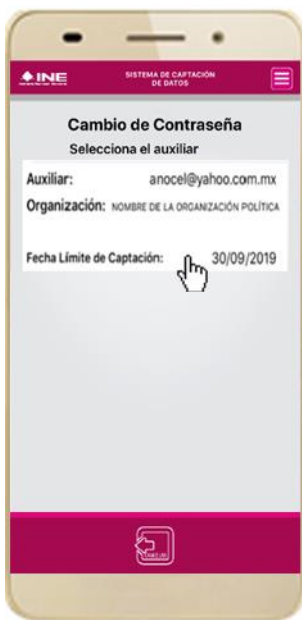 INE
SISTEMA DE CAPTACIÓN
DE DATOS
Cambio de Contraseña
Selecciona el auxiliar
Auxiliar: anocel@yahoo.com.mx
Organización: NOMBRE DE LA ORGANIZACIÓN POLÍTICA
Fecha Límite de Captación: 30/09/2019